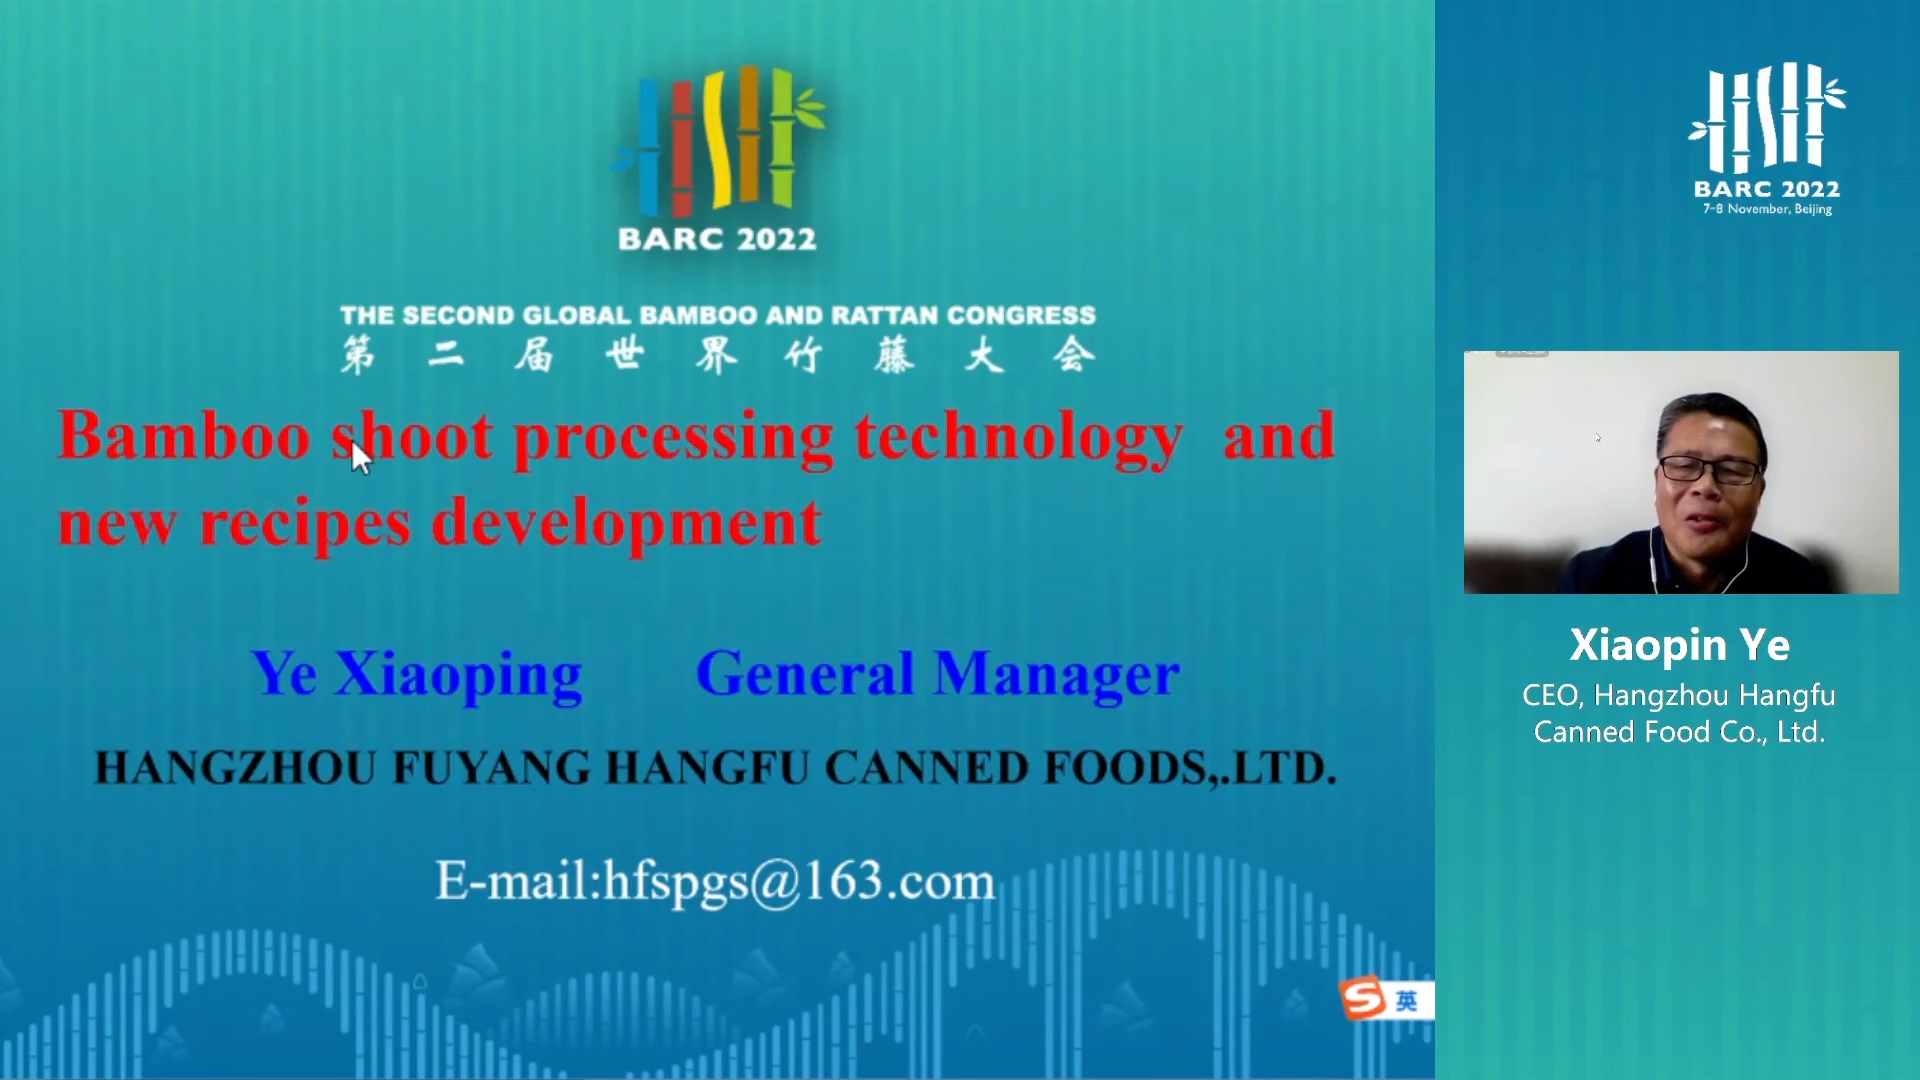 BARC 2022
THE SECOND GLOBAL BAMBOO AND RATTAN CONGRESS
第二届世界竹藤大会
Bamboo shoot processing technology and
new recipes development
Ye Xiaoping General Manager
HANGZHOU FUYANG HANGFU CANNED FOODS,.LTD.
E-mail:hfspgs@163.com
S 英
BARC 2022
7-8 November, Beijing
Xiaopin Ye
CEO, Hangzhou Hangfu
Canned Food Co., Ltd.